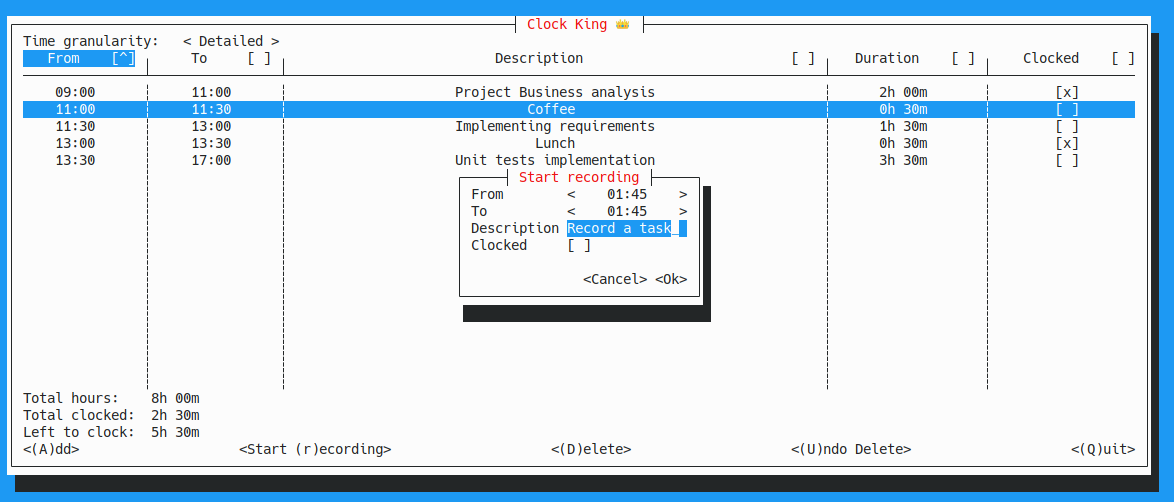 Clock King 👑
Time granularity: < Detailed >
From [^] To [ ] Description [ ] Duration [ ] Clocked [ ]
09:00 11:00 Project Business analysis 2h 00m [x]
11:00 11:30 Coffee 0h 30m [ ]
11:30 13:00 Implementing requirements 1h 30m [ ]
13:00 13:30 Lunch 0h 30m [x]
13:30 17:00 Unit tests implementation 3h 30m [ ]
Start recording
From < 01:45 >
To < 01:45 >
Description Record a task_
Clocked [ ]
<Cancel> <Ok>
Total hours: 8h 00m
Total clocked: 2h 30m
Left to clock: 5h 30m
<(A)dd> <Start (r)ecording> <(D)elete> <(U)ndo Delete> <(Q)uit>